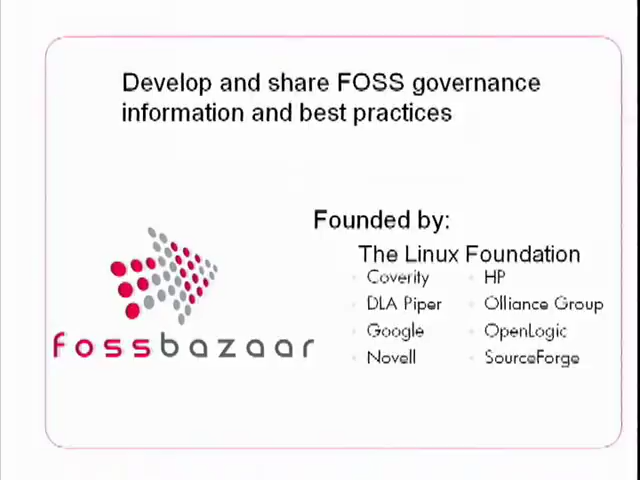 Develop and share FOSS governance
information and best practices
Founded by:
The Linux Foundation
Coverity
HP
DLA Piper
Olliance Group
Google
OpenLogic
Novell
SourceForge
fossbazaar